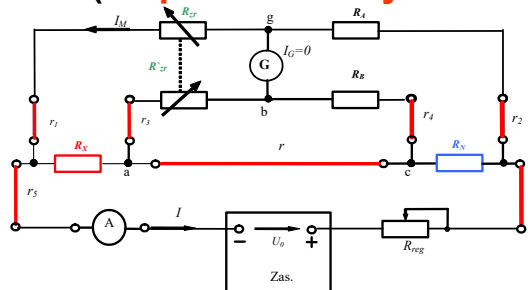 I_M R_zr g R_A
I_G=0
R`_zr G R_B
b
r_1 r_3 r_4 r_2
r
R_X a c R_N
r_5
A I U_0 R_reg
− +
Zas.